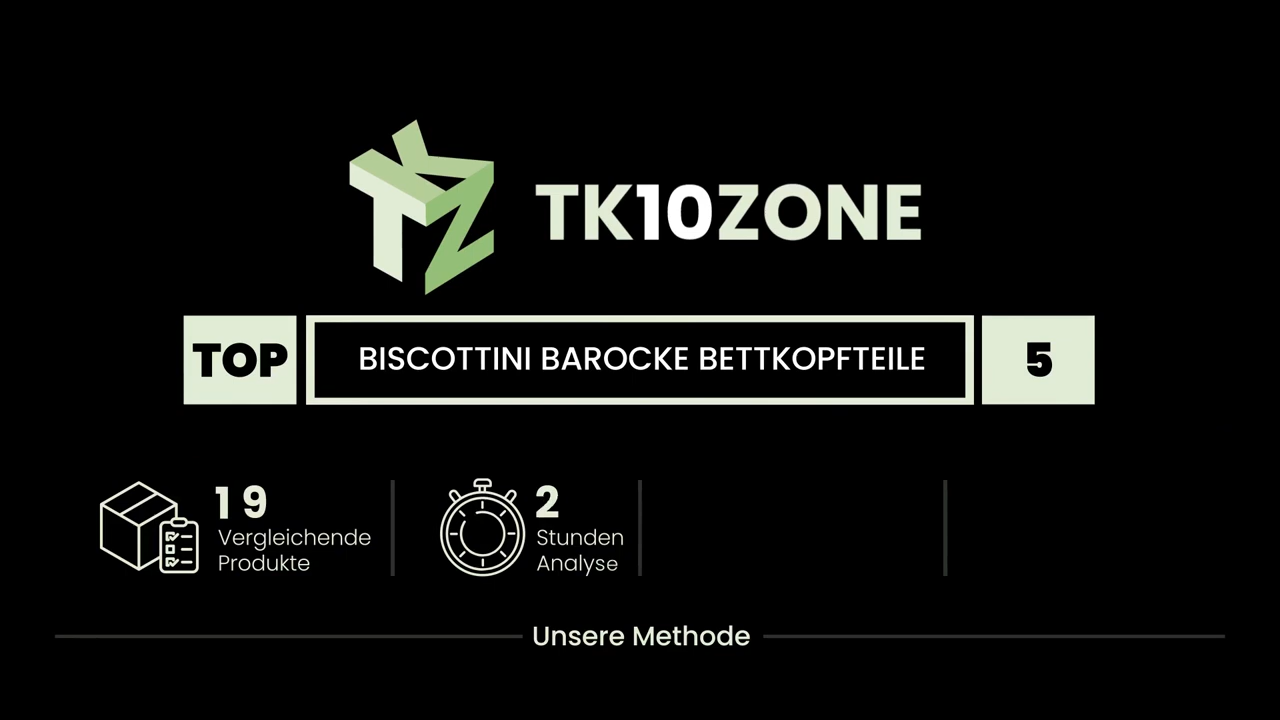 TK10ZONE
TOP
BISCOTTINI BAROCKE BETTKOPFTEILE
5
19
Vergleichende
Produkte
2
Stunden
Analyse
Unsere Methode